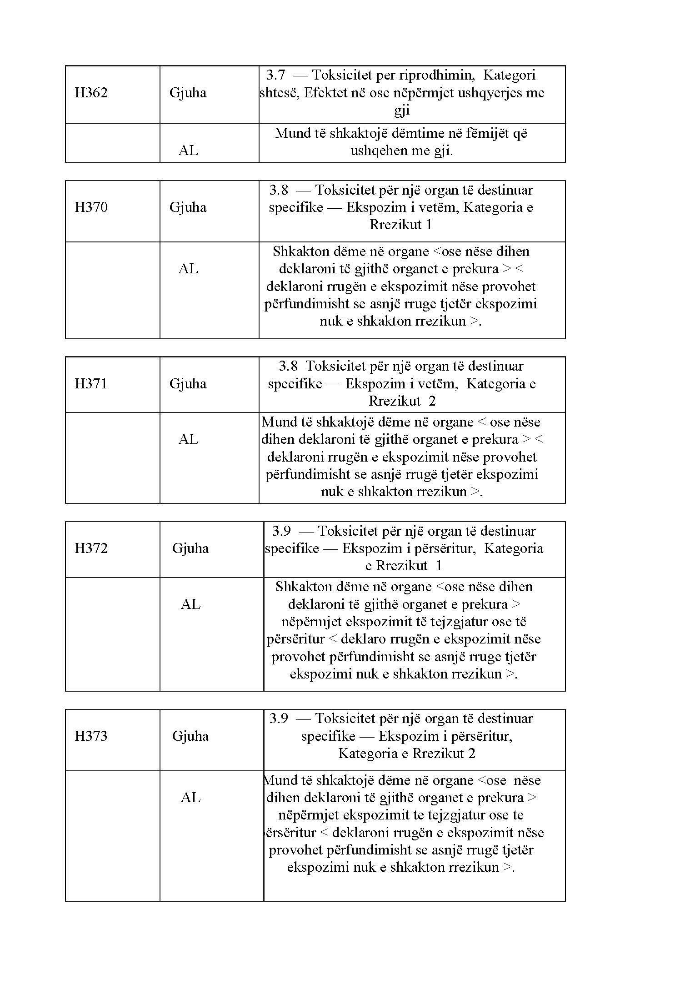 3.7 — Toksicitet per riprodhimin, Kategori
H362 Gjuha shtesë, Efektet në ose nëpërmjet ushqyerjes me
gji
Mund të shkaktojë dëmtime në fëmijët që
AL ushqehen me gji.
3.8 — Toksicitet për një organ të destinuar
H370 Gjuha specifike — Ekspozim i vetëm, Kategoria e
Rrezikut 1
Shkakton dëme në organe <ose nëse dihen
AL deklaroni të gjithë organet e prekura > <
deklaroni rrugën e ekspozimit nëse provohet
përfundimisht se asnjë rruge tjetër ekspozimi
nuk e shkakton rrezikun >.
3.8 Toksicitet për një organ të destinuar
H371 Gjuha specifike — Ekspozim i vetëm, Kategoria e
Rrezikut 2
Mund të shkaktojë dëme në organe < ose nëse
AL dihen deklaroni të gjithë organet e prekura > <
deklaroni rrugën e ekspozimit nëse provohet
përfundimisht se asnjë rrugë tjetër ekspozimi
nuk e shkakton rrezikun >.
3.9 — Toksicitet për një organ të destinuar
H372 Gjuha specifike — Ekspozim i përsëritur, Kategoria
e Rrezikut 1
Shkakton dëme në organe <ose nëse dihen
AL deklaroni të gjithë organet e prekura >
nëpërmjet ekspozimit të tejzgjatur ose të
përsëritur < deklaro rrugën e ekspozimit nëse
provohet përfundimisht se asnjë rruge tjetër
ekspozimi nuk e shkakton rrezikun >.
3.9 — Toksicitet për një organ të destinuar
H373 Gjuha specifike — Ekspozim i përsëritur,
Kategoria e Rrezikut 2
Mund të shkaktojë dëme në organe <ose nëse
AL dihen deklaroni të gjithë organet e prekura >
nëpërmjet ekspozimit te tejzgjatur ose te
përsëritur < deklaroni rrugën e ekspozimit nëse
provohet përfundimisht se asnjë rrugë tjetër
ekspozimi nuk e shkakton rrezikun >.